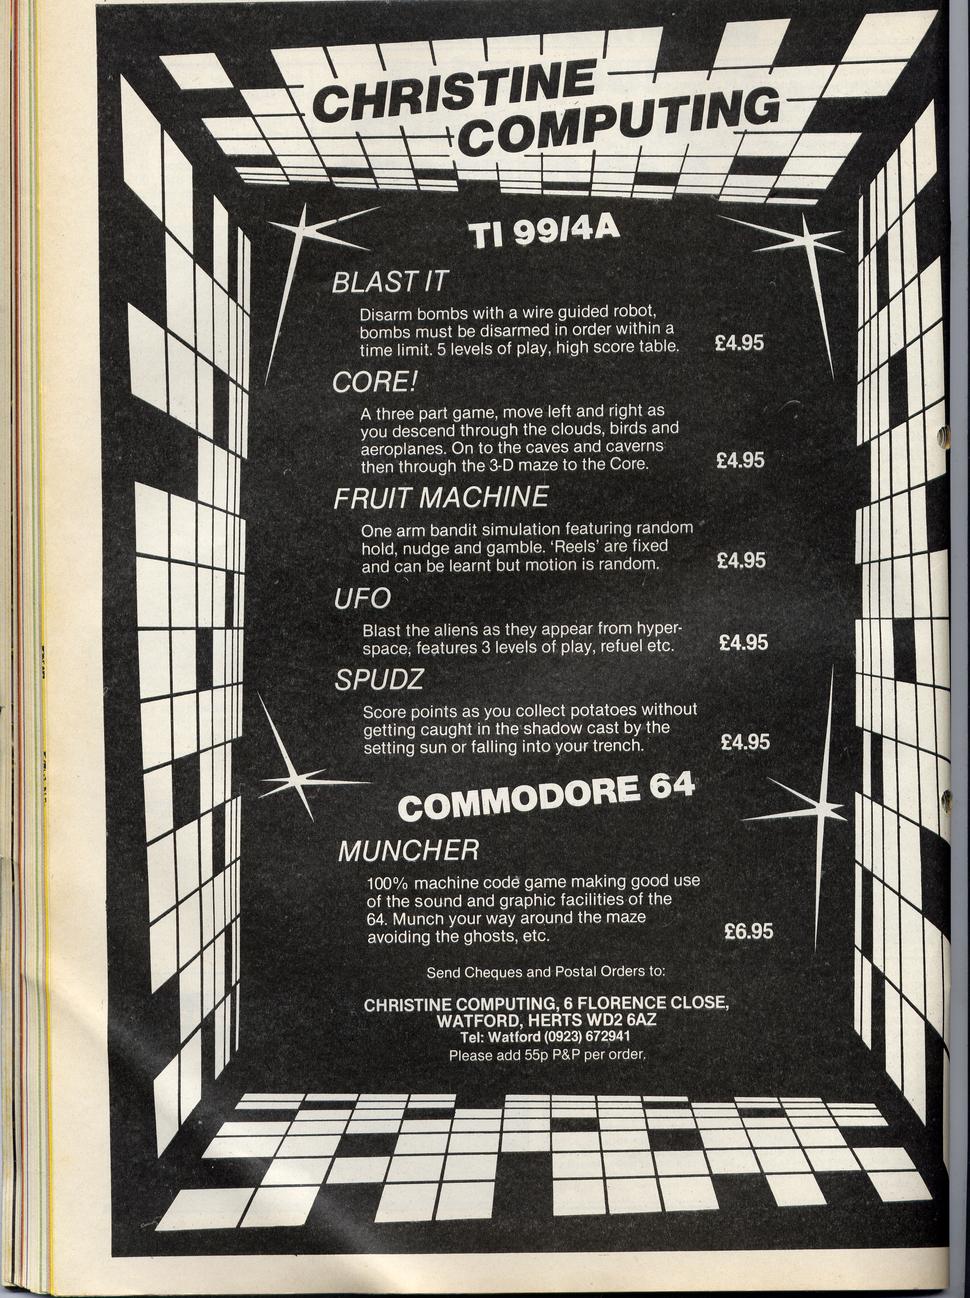 CHRISTINE
COMPUTING
TI 99/4A
BLAST IT
Disarm bombs with a wire guided robot,
bombs must be disarmed in order within a
time limit. 5 levels of play, high score table.
£4.95
CORE!
A three part game, move left and right as
you descend through the clouds, birds and
aeroplanes. On to the caves and caverns
then through the 3-D maze to the Core.
£4.95
FRUIT MACHINE
One arm bandit simulation featuring random
hold, nudge and gamble. ‘Reels’ are fixed
and can be learnt but motion is random.
£4.95
UFO
Blast the aliens as they appear from hyper-
space, features 3 levels of play, refuel etc.
£4.95
SPUDZ
Score points as you collect potatoes without
getting caught in the shadow cast by the
setting sun or falling into your trench.
£4.95
COMMODORE 64
MUNCHER
100% machine code game making good use
of the sound and graphic facilities of the
64. Munch your way around the maze
avoiding the ghosts, etc.
£6.95
Send Cheques and Postal Orders to:
CHRISTINE COMPUTING, 6 FLORENCE CLOSE,
WATFORD, HERTS WD2 6AZ
Tel: Watford (0923) 672941
Please add 55p P&P per order.